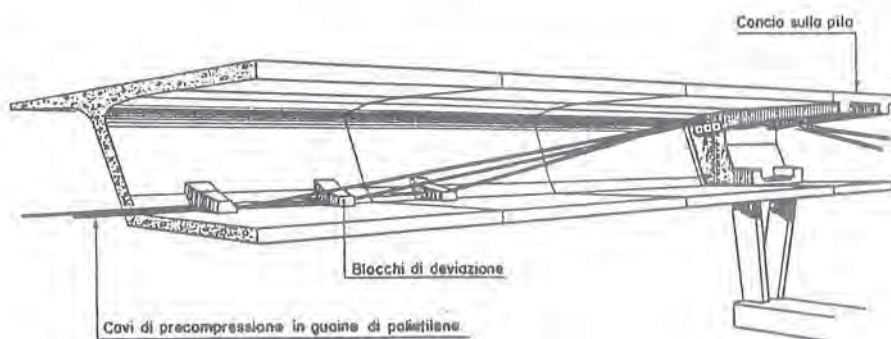 Concio sulla pila
Blocchi di deviazione
Cavi di precompressione in guaine di polietilene